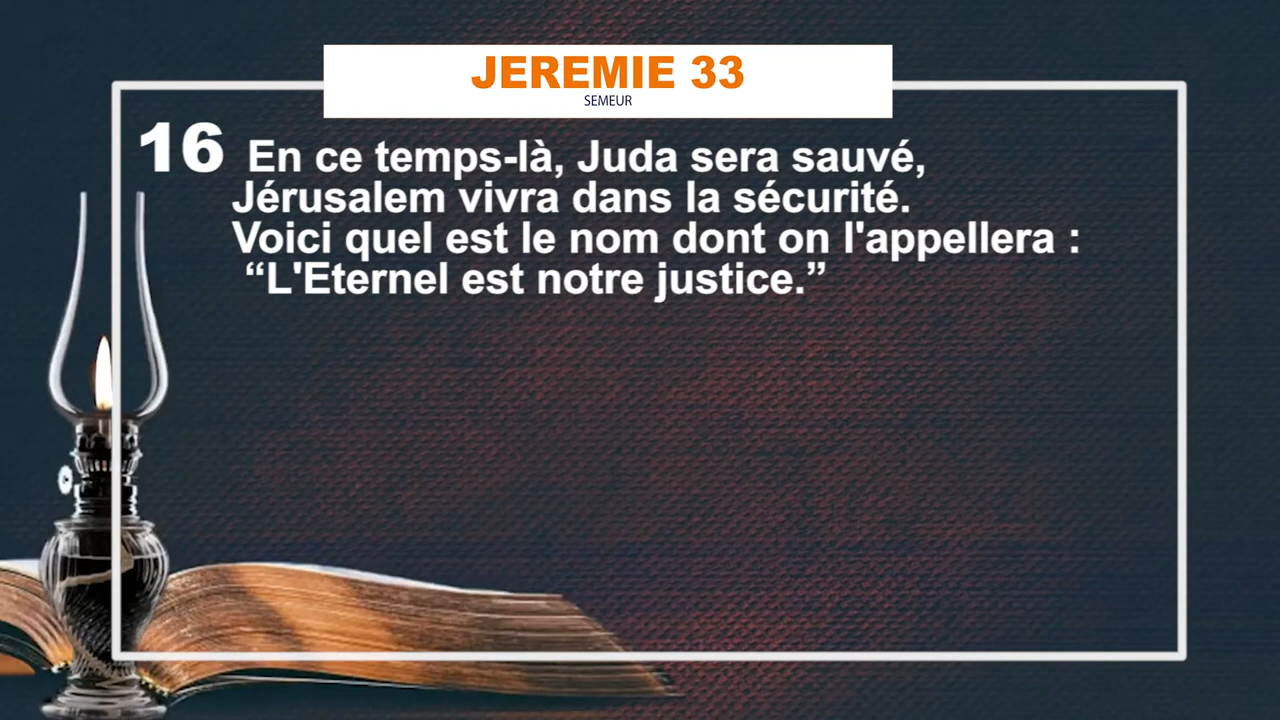 JEREMIE 33
SEMEUR
16 En ce temps-là, Juda sera sauvé,
Jérusalem vivra dans la sécurité.
Voici quel est le nom dont on l'appellera :
“L'Eternel est notre justice.”